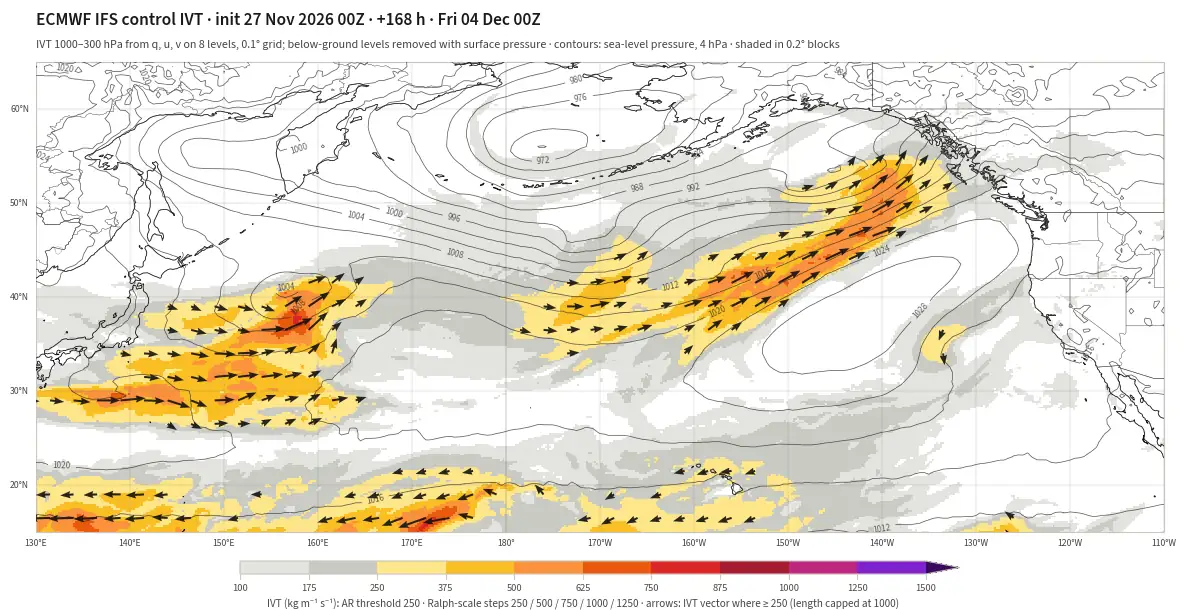 ECMWF IFS control IVT · init 27 Nov 2026 00Z · +168 h · Fri 04 Dec 00Z
IVT 1000–300 hPa from q, u, v on 8 levels, 0.1° grid; below-ground levels removed with surface pressure · contours: sea-level pressure, 4 hPa · shaded in 0.2° blocks
1020
1020
980
976
60°N
1000
972
988
992
50°N
1004
1000
996
1008
1024
1004
1016
1012
40°N
1020
1028
30°N
1020
20°N
1016
1012
130°E 140°E 150°E 160°E 170°E 180° 170°W 160°W 150°W 140°W 130°W 120°W 110°W
100 175 250 375 500 625 750 875 1000 1250 1500
IVT (kg m⁻¹ s⁻¹): AR threshold 250 · Ralph-scale steps 250 / 500 / 750 / 1000 / 1250 · arrows: IVT vector where ≥ 250 (length capped at 1000)